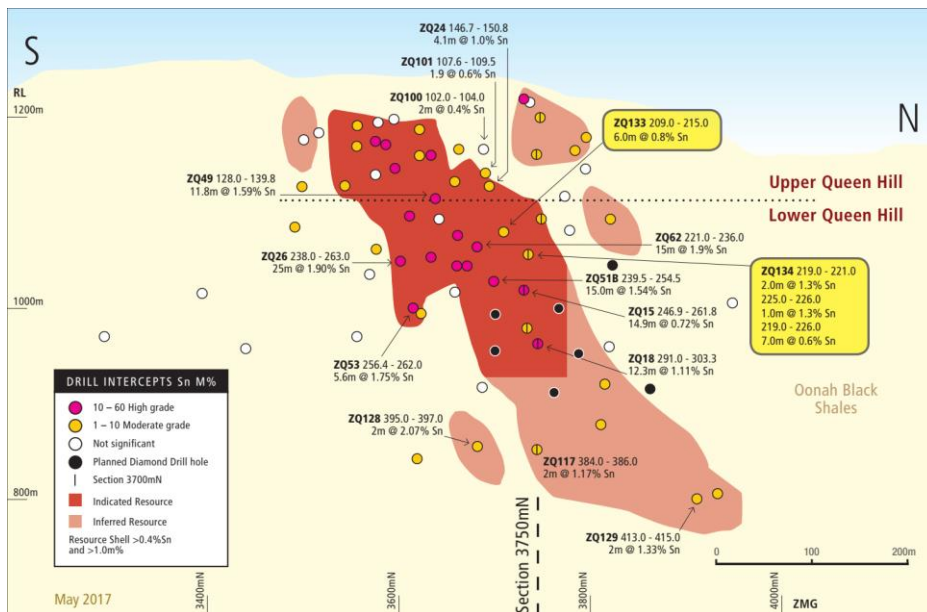 S
N
RL
1200m
1000m
800m
ZQ24 146.7 - 150.8
4.1m @ 1.0% Sn
ZQ101 107.6 - 109.5
1.9 @ 0.6% Sn
ZQ100 102.0 - 104.0
2m @ 0.4% Sn
ZQ133 209.0 - 215.0
6.0m @ 0.8% Sn
ZQ49 128.0 - 139.8
11.8m @ 1.59% Sn
Upper Queen Hill
Lower Queen Hill
ZQ62 221.0 - 236.0
15m @ 1.9% Sn
ZQ26 238.0 - 263.0
25m @ 1.90% Sn
ZQ51B 239.5 - 254.5
15.0m @ 1.54% Sn
ZQ134 219.0 - 221.0
2.0m @ 1.3% Sn
225.0 - 226.0
1.0m @ 1.3% Sn
219.0 - 226.0
7.0m @ 0.6% Sn
ZQ15 246.9 - 261.8
14.9m @ 0.72% Sn
ZQ53 256.4 - 262.0
5.6m @ 1.75% Sn
ZQ18 291.0 - 303.3
12.3m @ 1.11% Sn
Oonah Black
Shales
ZQ128 395.0 - 397.0
2m @ 2.07% Sn
ZQ117 384.0 - 386.0
2m @ 1.17% Sn
ZQ129 413.0 - 415.0
2m @ 1.33% Sn
DRILL INTERCEPTS Sn M%
10 – 60 High grade
1 – 10 Moderate grade
Not significant
Planned Diamond Drill hole
Section 3700mN
Indicated Resource
Inferred Resource
Resource Shell >0.4%Sn
and >1.0m%
Section 3750mN
0 100 200m
May 2017
3400mN
3600mN
3800mN
4000mN
ZMG